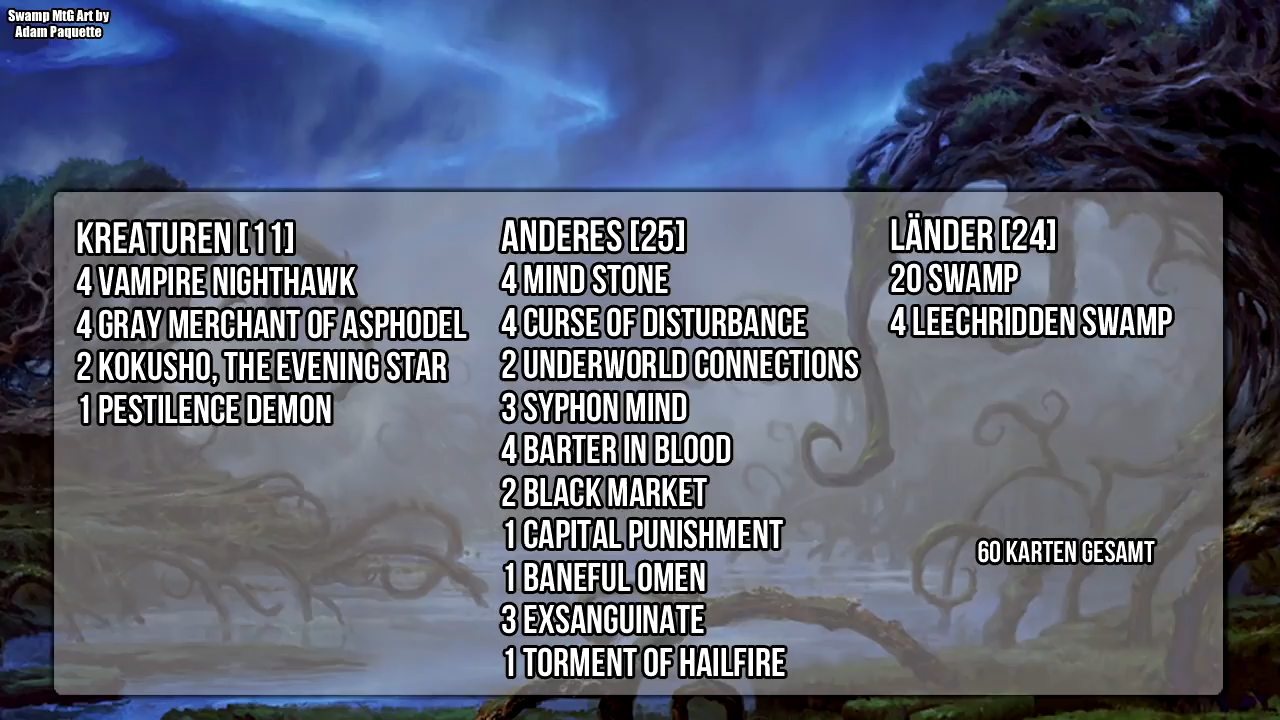 Swamp MtG Art by
Adam Paquette
KREATUREN [11]
4 VAMPIRE NIGHTHAWK
4 GRAY MERCHANT OF ASPHODEL
2 KOKUSHO, THE EVENING STAR
1 PESTILENCE DEMON
ANDERES [25]
4 MIND STONE
4 CURSE OF DISTURBANCE
2 UNDERWORLD CONNECTIONS
3 SYPHON MIND
4 BARTER IN BLOOD
2 BLACK MARKET
1 CAPITAL PUNISHMENT
1 BANEFUL OMEN
3 EXSANGUINATE
1 TORMENT OF HAILFIRE
LÄNDER [24]
20 SWAMP
4 LEECHRIDDEN SWAMP
60 KARTEN GESAMT